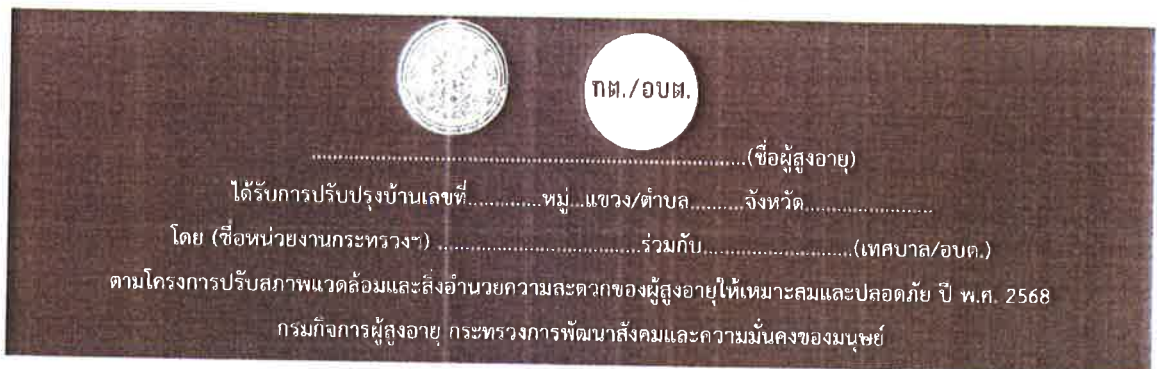 ทต./อบต.
................................................................................(ชื่อผู้สูงอายุ)
ได้รับการปรับปรุงบ้านเลขที่.............หมู่...แขวง/ตำบล.........จังหวัด.......................
โดย (ชื่อหน่วยงานกระทรวงฯ) .....................................ร่วมกับ..........................(เทศบาล/อบต.)
ตามโครงการปรับสภาพแวดล้อมและสิ่งอำนวยความสะดวกของผู้สูงอายุให้เหมาะสมและปลอดภัย ปี พ.ศ. 2568
กรมกิจการผู้สูงอายุ กระทรวงการพัฒนาสังคมและความมั่นคงของมนุษย์